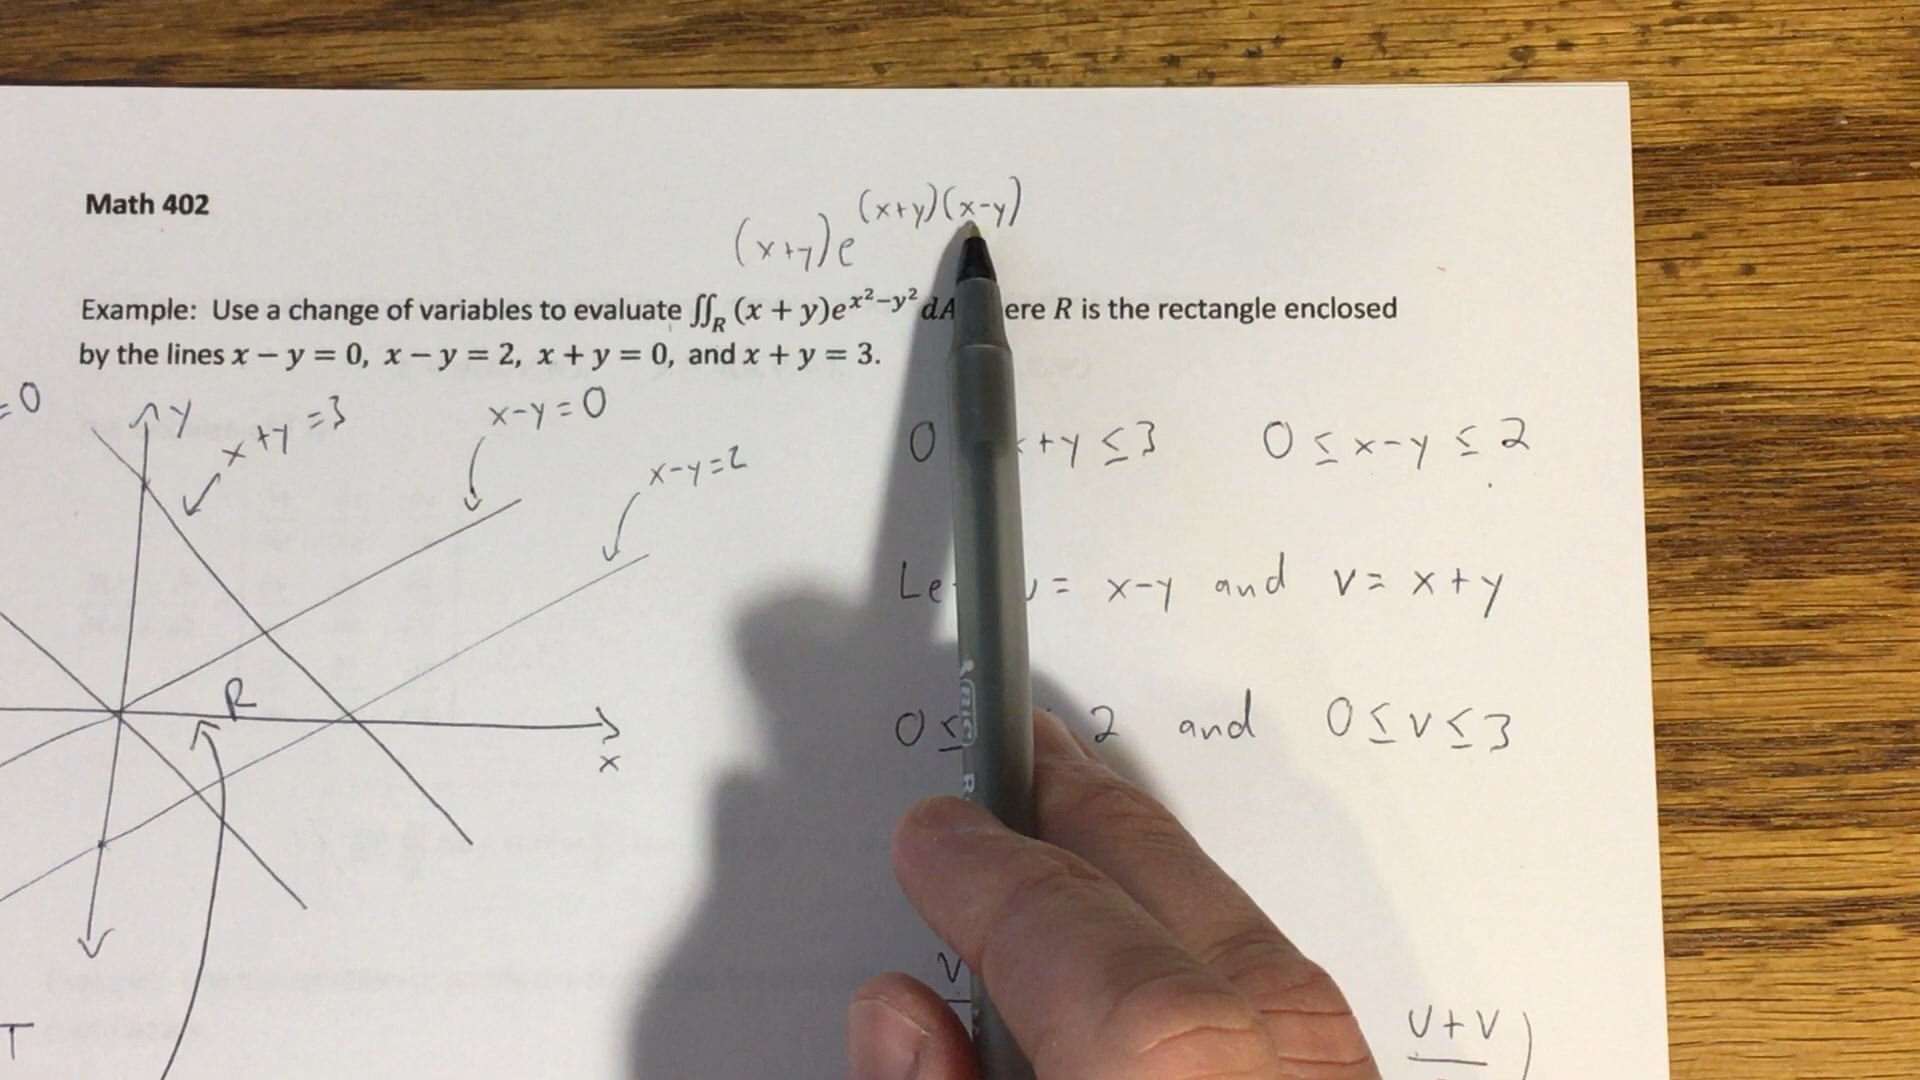 Math 402
(x+y)e^(x+y)(x-y)
Example: Use a change of variables to evaluate ∬_R (x + y)e^{x²−y²} dA ere R is the rectangle enclosed
by the lines x − y = 0, x − y = 2, x + y = 0, and x + y = 3.
=0
y
x+y=3
x-y=0
x-y=2
0 +y ≤ 3 0 ≤ x-y ≤ 2
Le = x-y and v = x+y
R
0 ≤ 2 and 0 ≤ v ≤ 3
x
BIC
v
T
u+v )